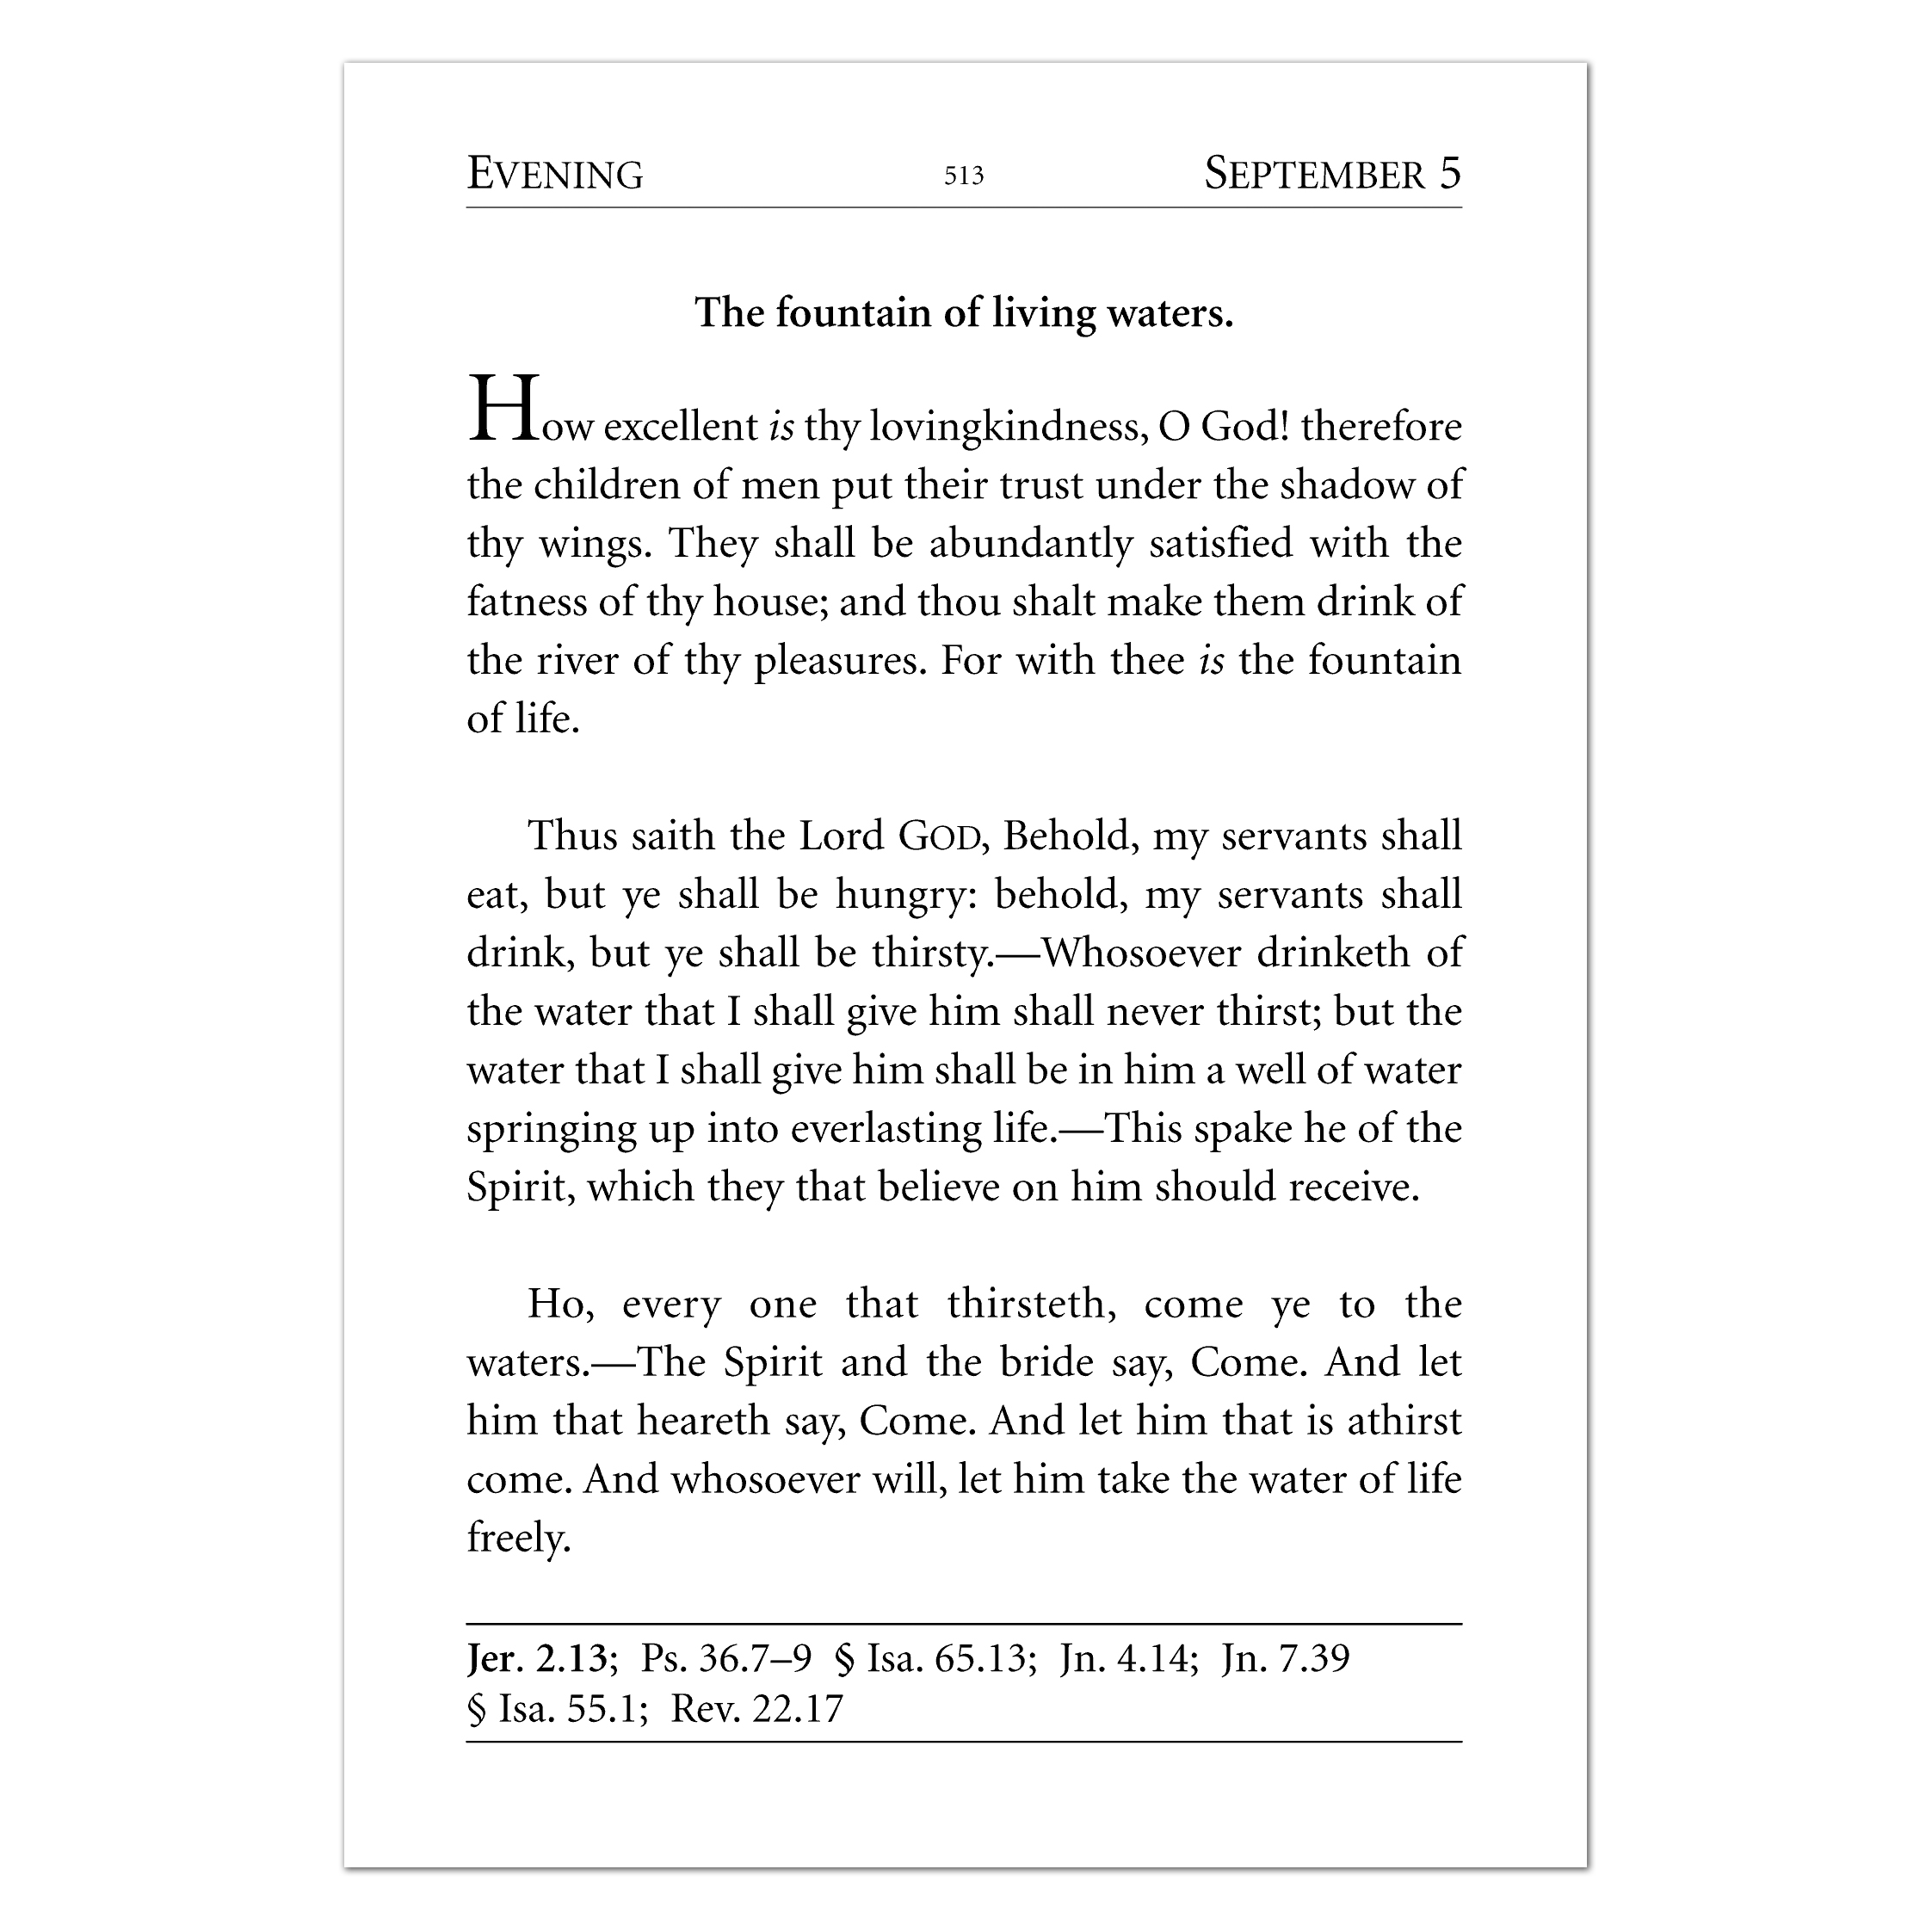 EVENING 513 SEPTEMBER 5
The fountain of living waters.
How excellent is thy lovingkindness, O God! therefore
the children of men put their trust under the shadow of
thy wings. They shall be abundantly satisfied with the
fatness of thy house; and thou shalt make them drink of
the river of thy pleasures. For with thee is the fountain
of life.
Thus saith the Lord GOD, Behold, my servants shall
eat, but ye shall be hungry: behold, my servants shall
drink, but ye shall be thirsty.—Whosoever drinketh of
the water that I shall give him shall never thirst; but the
water that I shall give him shall be in him a well of water
springing up into everlasting life.—This spake he of the
Spirit, which they that believe on him should receive.
Ho, every one that thirsteth, come ye to the
waters.—The Spirit and the bride say, Come. And let
him that heareth say, Come. And let him that is athirst
come. And whosoever will, let him take the water of life
freely.
Jer. 2.13; Ps. 36.7–9 § Isa. 65.13; Jn. 4.14; Jn. 7.39
§ Isa. 55.1; Rev. 22.17